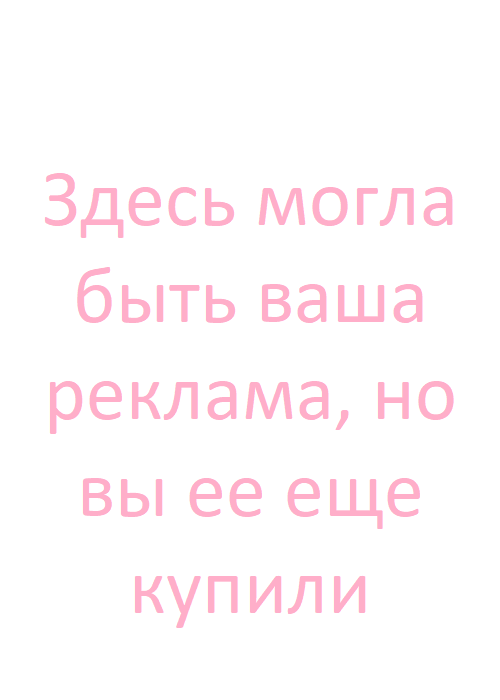 Здесь могла
быть ваша
реклама, но
вы ее еще
купили